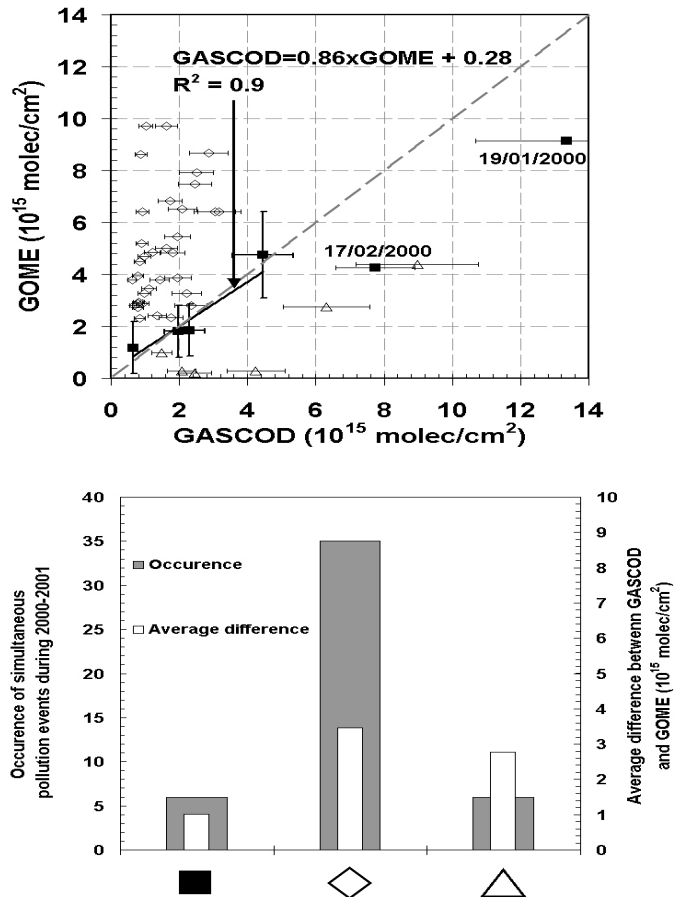 GASCOD=0.86xGOME + 0.28
R² = 0.9
19/01/2000
17/02/2000
14
12
10
8
6
4
2
0
GOME (10¹⁵ molec/cm²)
0 2 4 6 8 10 12 14
GASCOD (10¹⁵ molec/cm²)
40
35
30
25
20
15
10
5
0
Occurence of simultaneous
pollution events during 2000-2001
Occurence
Average difference
10
9
8
7
6
5
4
3
2
1
0
Average difference betwenn GASCOD
and GOME (10¹⁵ molec/cm²)